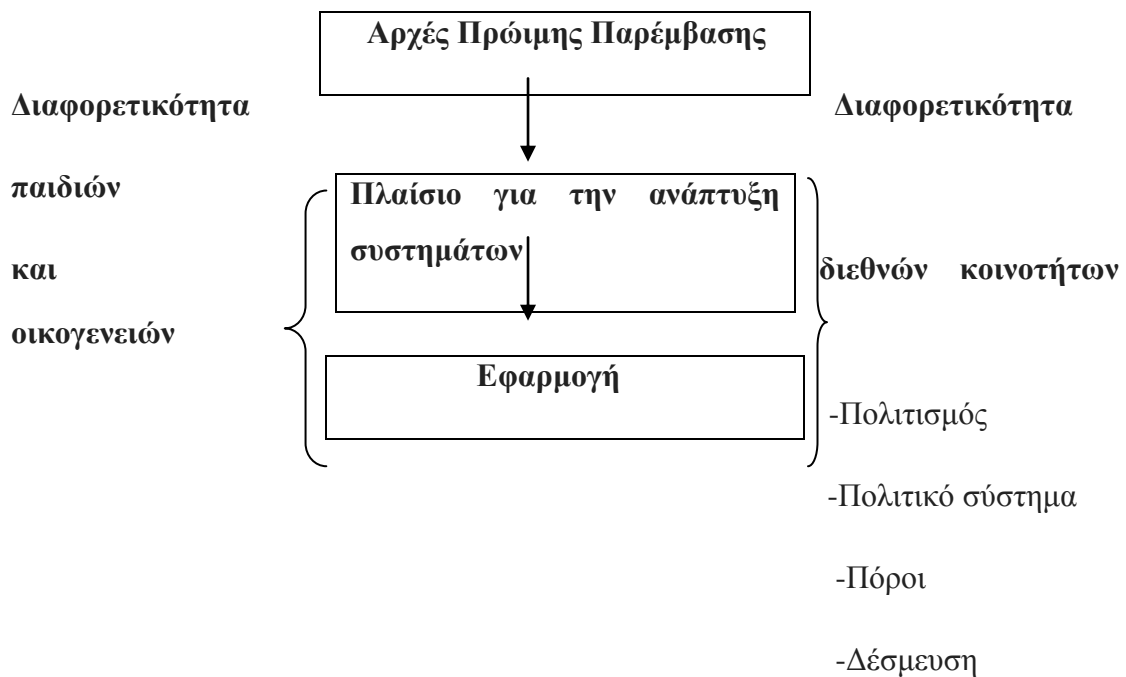 Αρχές Πρώιμης Παρέμβασης
Διαφορετικότητα
παιδιών
και
οικογενειών
Πλαίσιο για την ανάπτυξη
συστημάτων
Εφαρμογή
Διαφορετικότητα
διεθνών κοινοτήτων
-Πολιτισμός
-Πολιτικό σύστημα
-Πόροι
-Δέσμευση